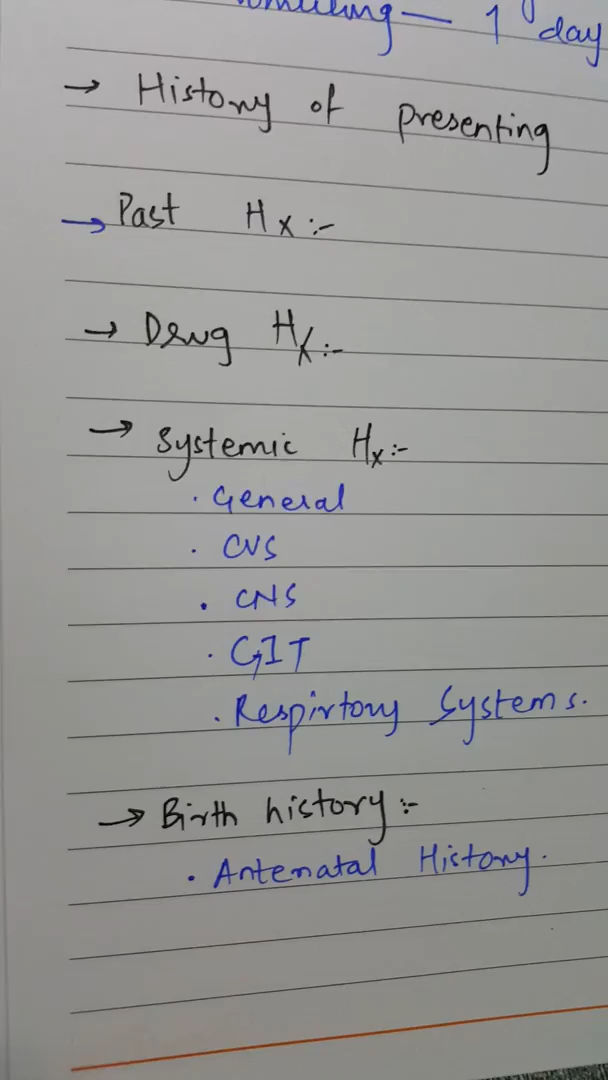 — 1 day
→ History of presenting
→ Past Hx:-
→ Drug Hx:-
→ Systemic Hx:-
· General
· CVS
· CNS
· GIT
· Respirtory Systems.
→ Birth history:-
· Antenatal History.